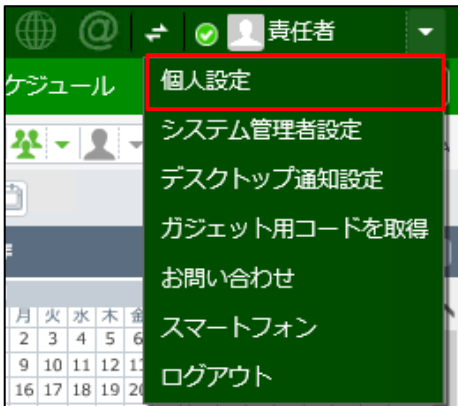 責任者
ケジュール
個人設定
システム管理者設定
デスクトップ通知設定
ガジェット用コードを取得
お問い合わせ
スマートフォン
ログアウト
月 火 水 木 金
2 3 4 5 6
9 10 11 12 13
16 17 18 19 20